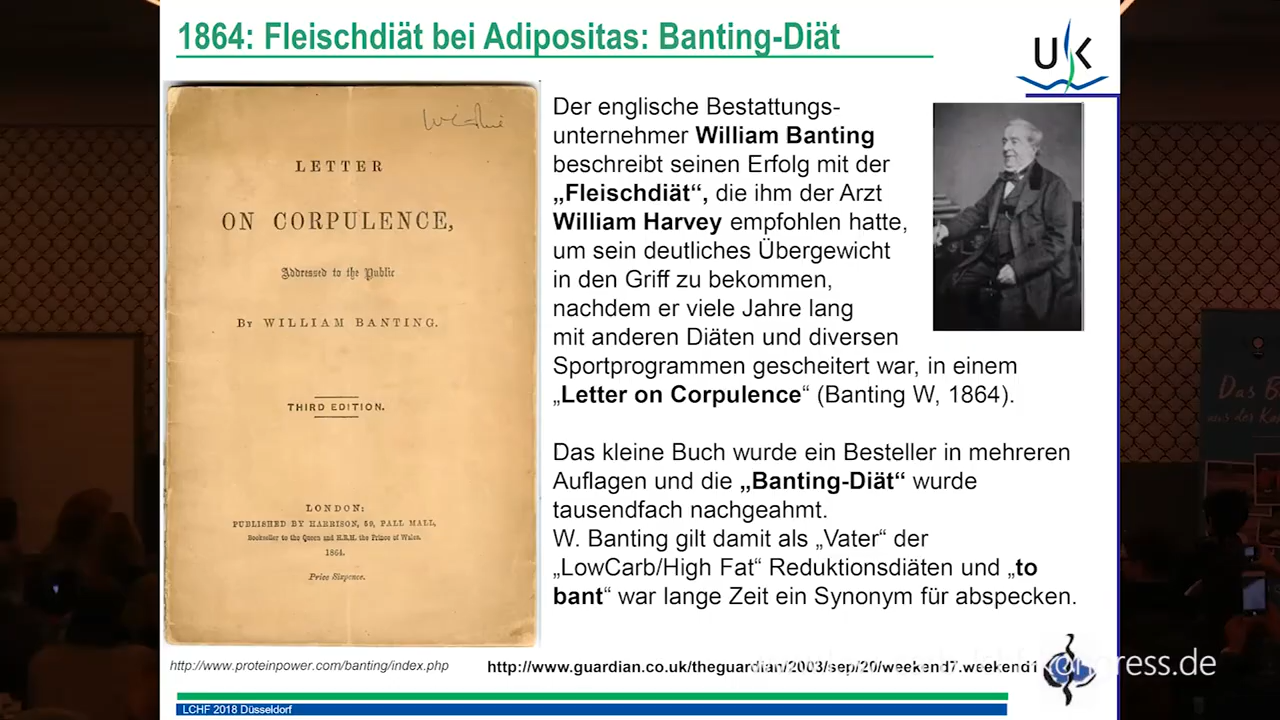 1864: Fleischdiät bei Adipositas: Banting-Diät
UK
LETTER
ON CORPULENCE,
Addressed to the Public
BY WILLIAM BANTING.
THIRD EDITION.
LONDON:
PUBLISHED BY HARRISON, 59, PALL MALL,
Bookseller to the Queen and H.R.H. the Prince of Wales.
1864.
Price Sixpence.
Der englische Bestattungs-
unternehmer William Banting
beschreibt seinen Erfolg mit der
„Fleischdiät“, die ihm der Arzt
William Harvey empfohlen hatte,
um sein deutliches Übergewicht
in den Griff zu bekommen,
nachdem er viele Jahre lang
mit anderen Diäten und diversen
Sportprogrammen gescheitert war, in einem
„Letter on Corpulence“ (Banting W, 1864).
Das kleine Buch wurde ein Besteller in mehreren
Auflagen und die „Banting-Diät“ wurde
tausendfach nachgeahmt.
W. Banting gilt damit als „Vater“ der
„LowCarb/High Fat“ Reduktionsdiäten und „to
bant“ war lange Zeit ein Synonym für abspecken.
http://www.proteinpower.com/banting/index.php
http://www.guardian.co.uk/theguardian/2003/sep/20/weekend7.weekend1
LCHF 2018 Düsseldorf
Das